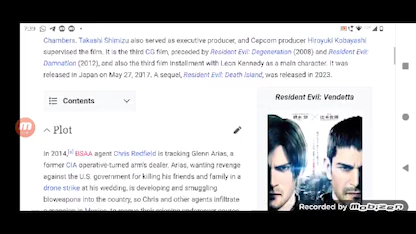 7:29
Chambers. Takashi Shimizu also served as executive producer, and Capcom producer Hiroyuki Kobayashi
supervised the film. It is the third CG film, preceded by Resident Evil: Degeneration (2008) and Resident Evil:
Damnation (2012), and also the third film installment with Leon Kennedy as a main character. It was
released in Japan on May 27, 2017. A sequel, Resident Evil: Death Island, was released in 2023.
Contents
Resident Evil: Vendetta
Plot
In 2014,[a] BSAA agent Chris Redfield is tracking Glenn Arias, a
former CIA operative-turned arm's dealer. Arias, wanting revenge
against the U.S. government for killing his friends and family in a
drone strike at his wedding, is developing and smuggling
bioweapons into the country, so Chris and other agents infiltrate
Recorded by Mobizen